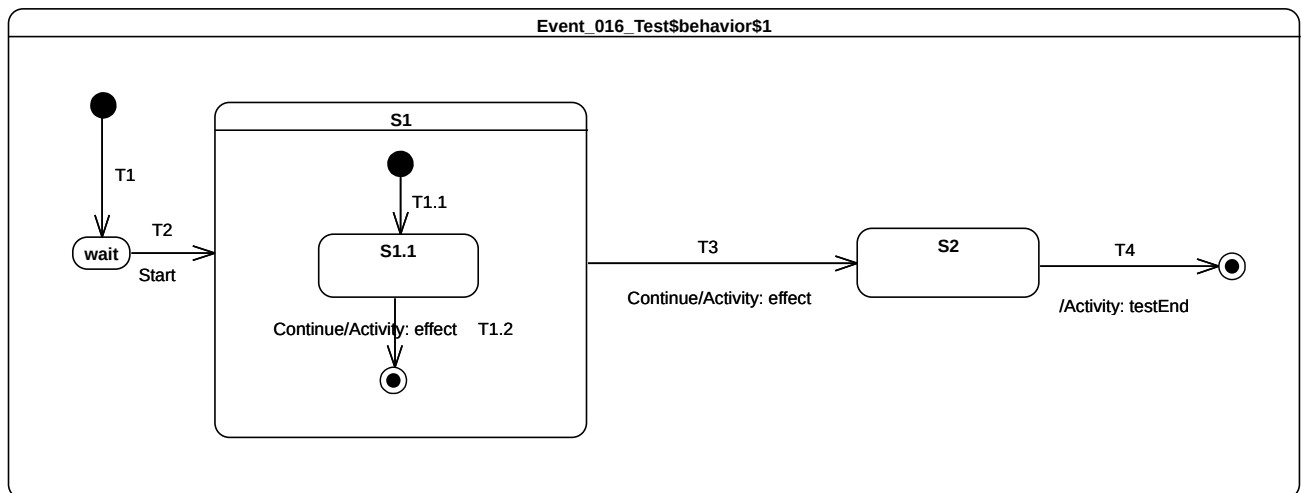 Event_016_Test$behavior$1
S1
T1
T1.1
T2
wait
Start
S1.1
T3
S2
T4
Continue/Activity: effect
/Activity: testEnd
Continue/Activity: effect T1.2